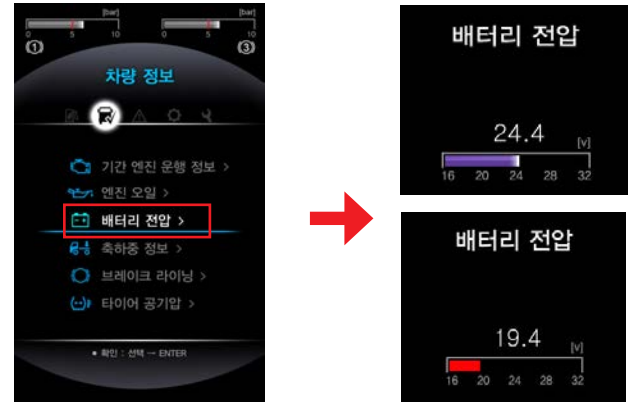 [bar]
[bar]
0 5 10
0 5 10
(1)
(3)
차량 정보
기간 엔진 운행 정보 >
엔진 오일 >
배터리 전압 >
축하중 정보 >
브레이크 라이닝 >
타이어 공기압 >
• 확인 : 선택 → ENTER
배터리 전압
24.4 [v]
16 20 24 28 32
배터리 전압
19.4 [v]
16 20 24 28 32